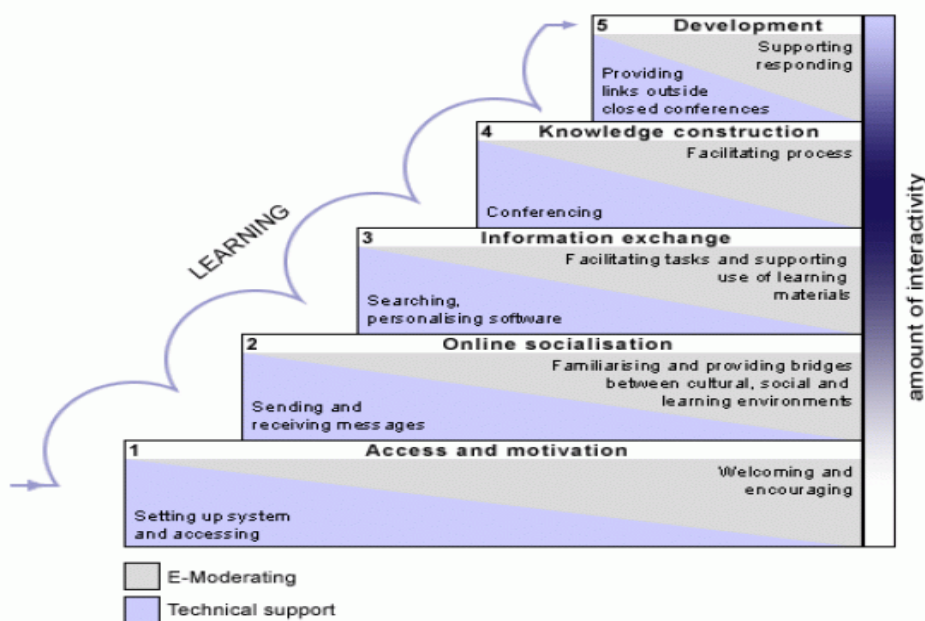 5 Development
Supporting
responding
Providing
links outside
closed conferences
4 Knowledge construction
Facilitating process
Conferencing
3 Information exchange
Facilitating tasks and supporting
use of learning
materials
Searching,
personalising software
2 Online socialisation
Familiarising and providing bridges
between cultural, social and
learning environments
Sending and
receiving messages
1 Access and motivation
Welcoming and
encouraging
Setting up system
and accessing
LEARNING
amount of interactivity
E-Moderating
Technical support